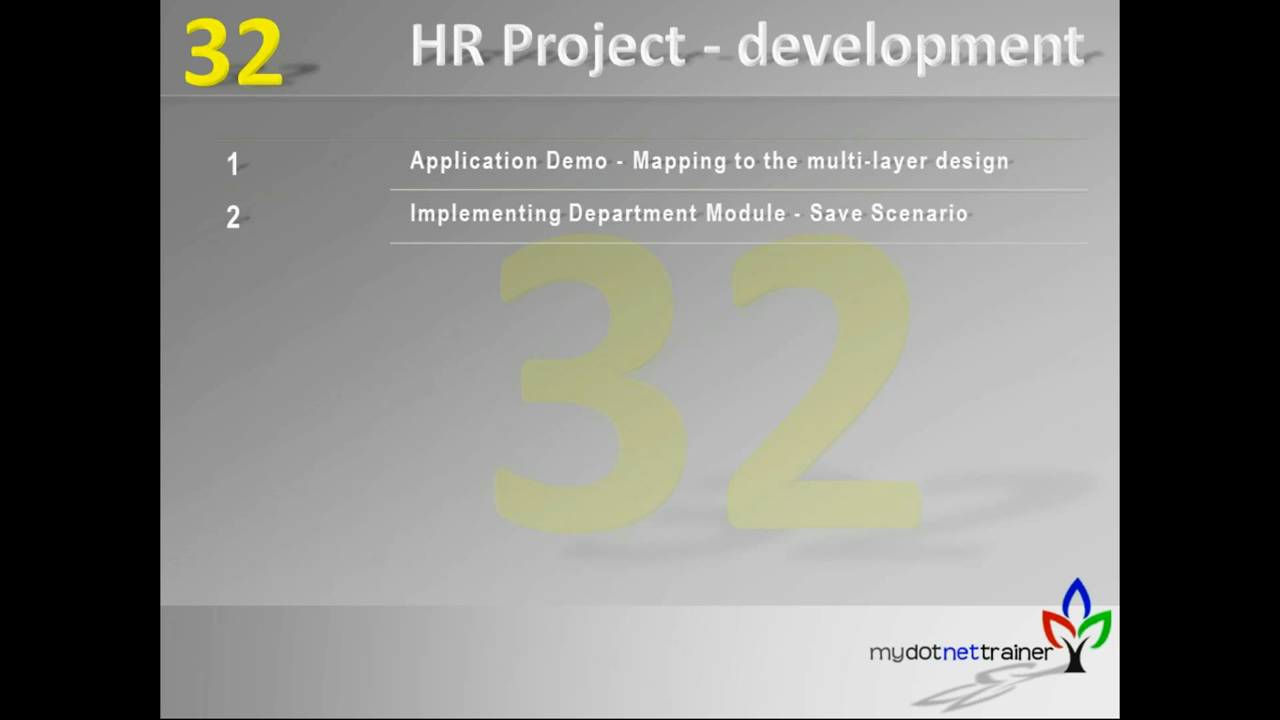 32 HR Project - development
1 Application Demo - Mapping to the multi-layer design
2 Implementing Department Module - Save Scenario
32
mydotnettrainer